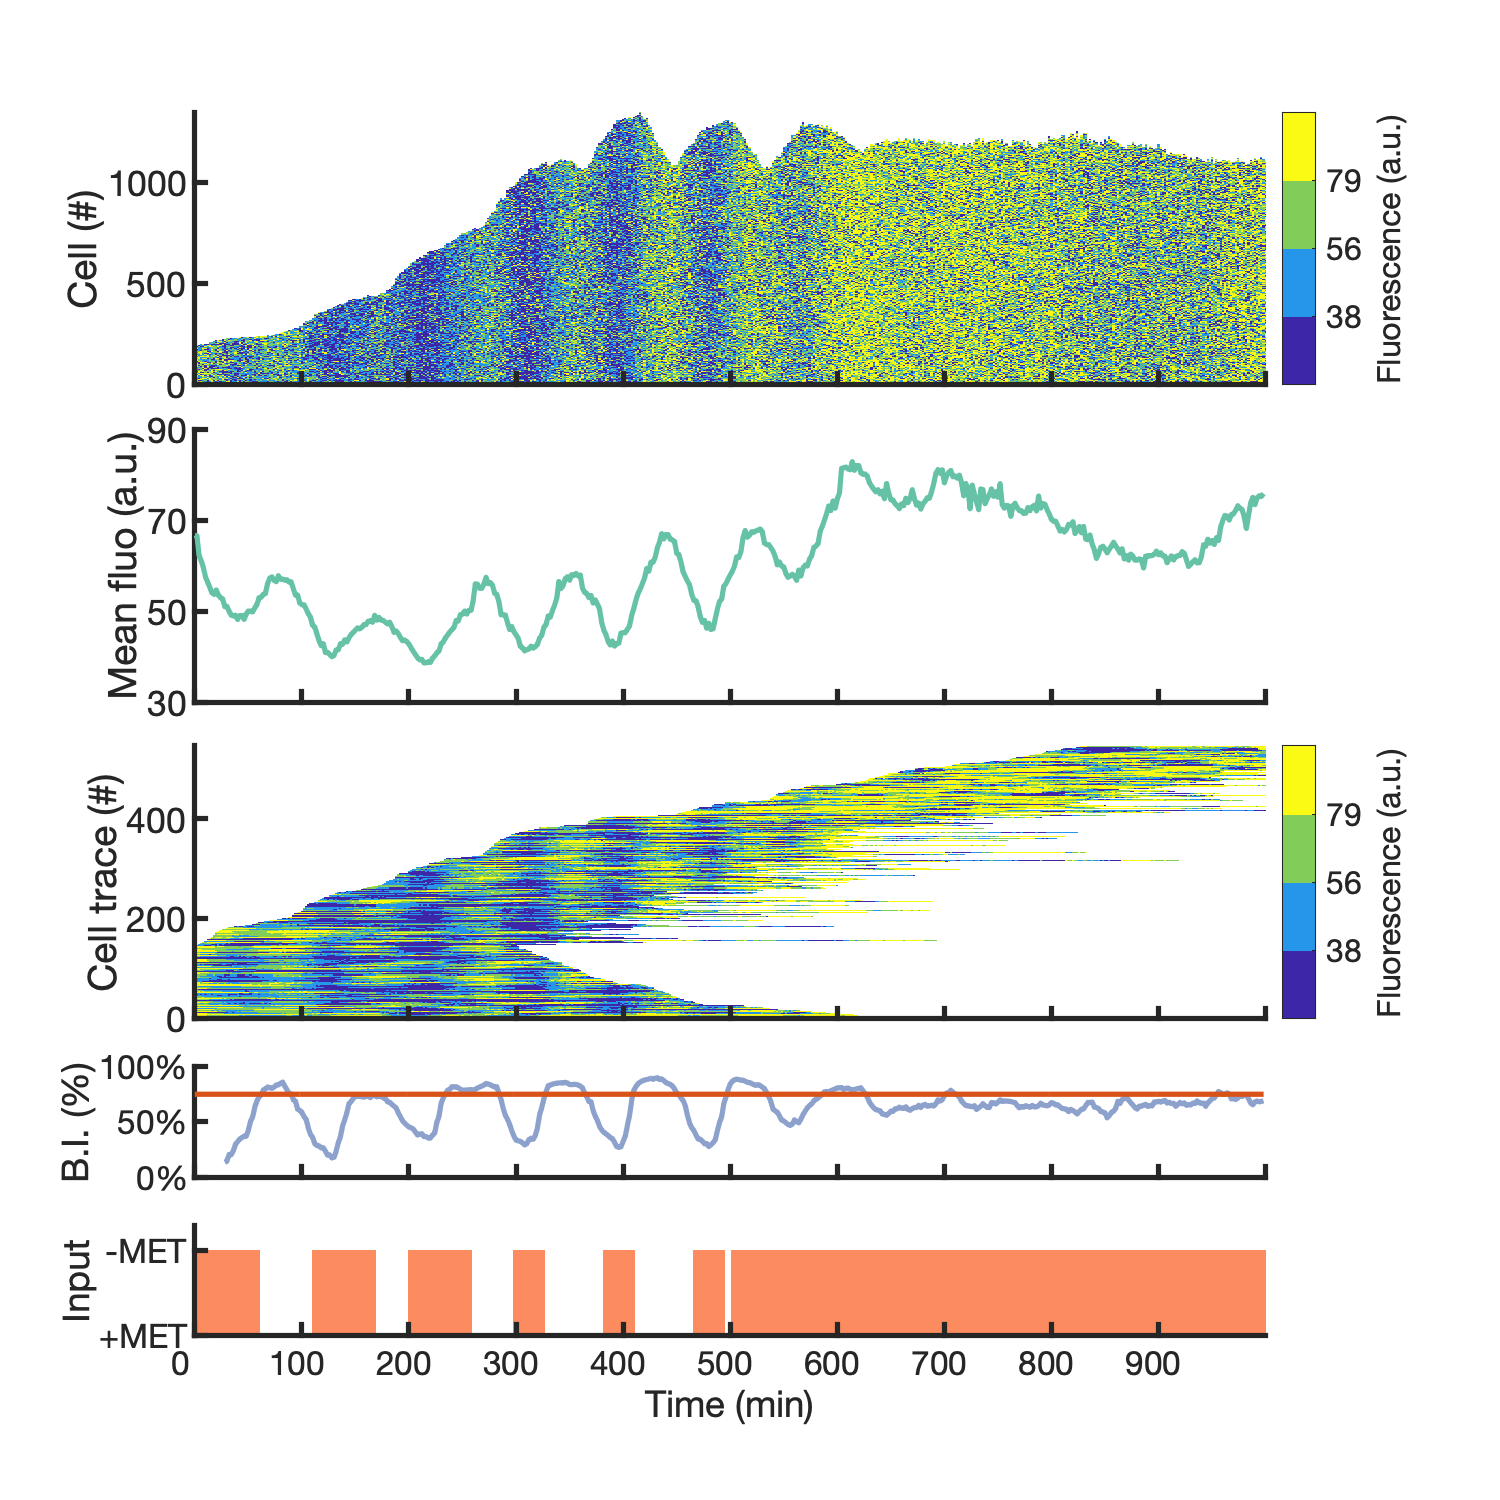 Cell (#)
1000
500
0
79
56
38
Fluorescence (a.u.)
Mean fluo (a.u.)
90
70
50
30
Cell trace (#)
400
200
0
79
56
38
Fluorescence (a.u.)
B.I. (%)
100%
50%
0%
Input
-MET
+MET
0 100 200 300 400 500 600 700 800 900
Time (min)